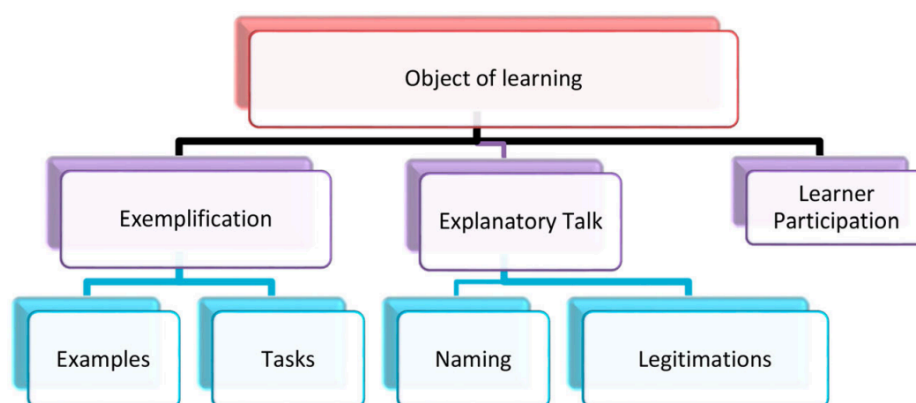 Object of learning
Exemplification
Explanatory Talk
Learner
Participation
Examples
Tasks
Naming
Legitimations